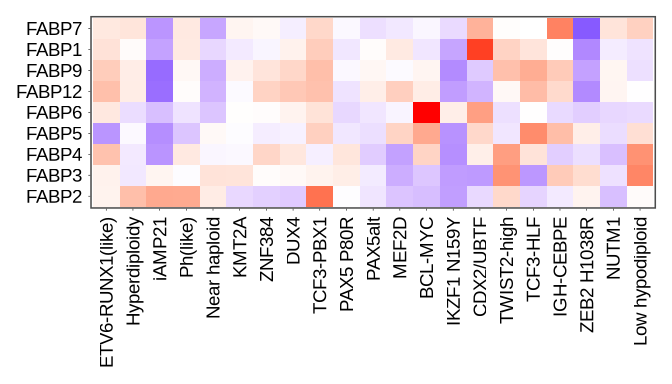 FABP7
FABP1
FABP9
FABP12
FABP6
FABP5
FABP4
FABP3
FABP2
ETV6-RUNX1(like)
Hyperdiploidy
iAMP21
Ph(like)
Near haploid
KMT2A
ZNF384
DUX4
TCF3-PBX1
PAX5 P80R
PAX5alt
MEF2D
BCL-MYC
IKZF1 N159Y
CDX2/UBTF
TWIST2-high
TCF3-HLF
IGH-CEBPE
ZEB2 H1038R
NUTM1
Low hypodiploid